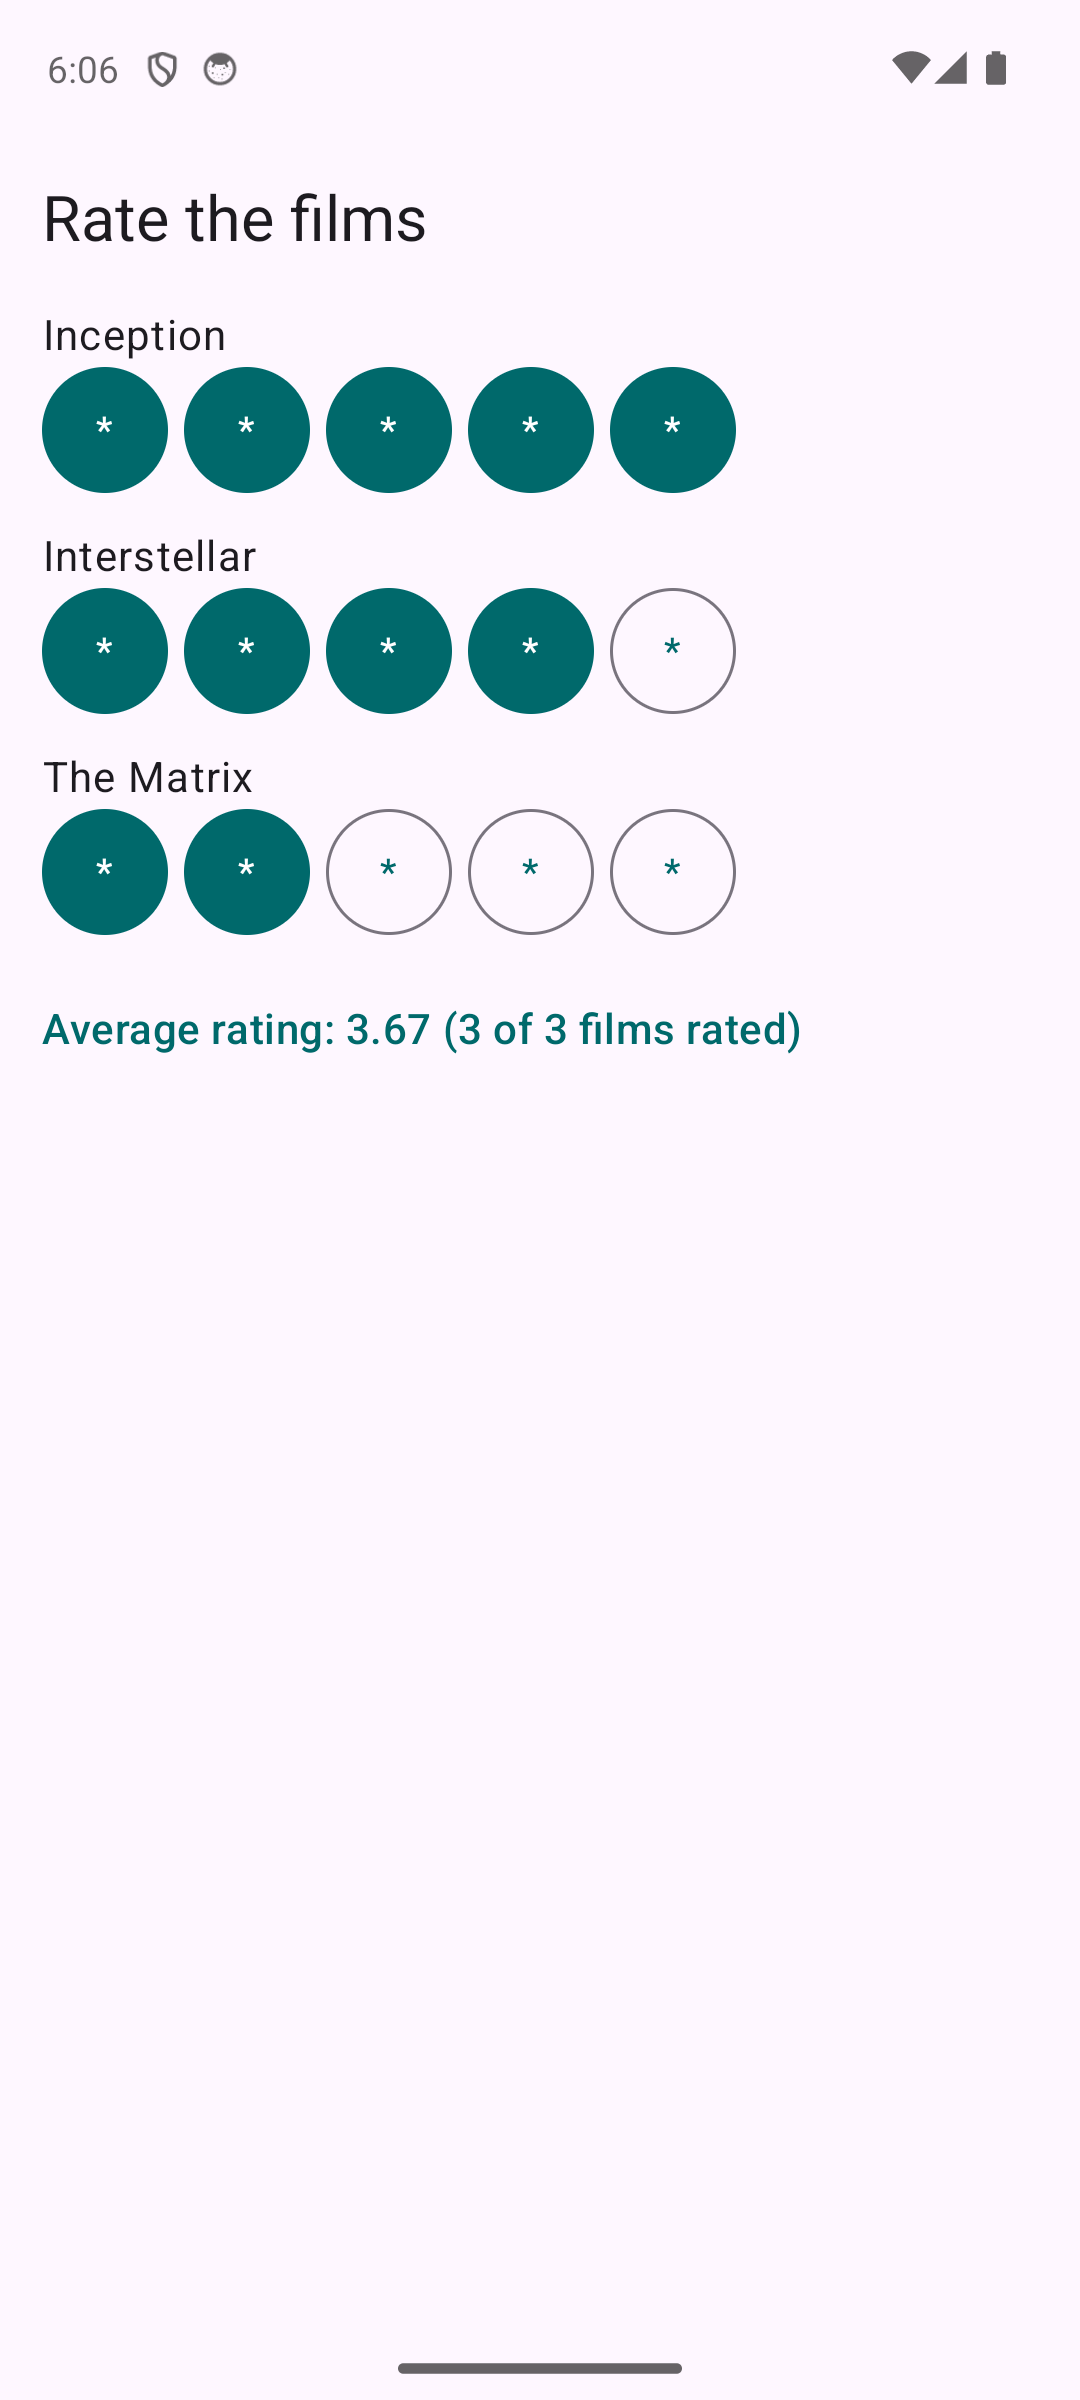 6:06
Rate the films
Inception
* * * * *
Interstellar
* * * * *
The Matrix
* * * * *
Average rating: 3.67 (3 of 3 films rated)